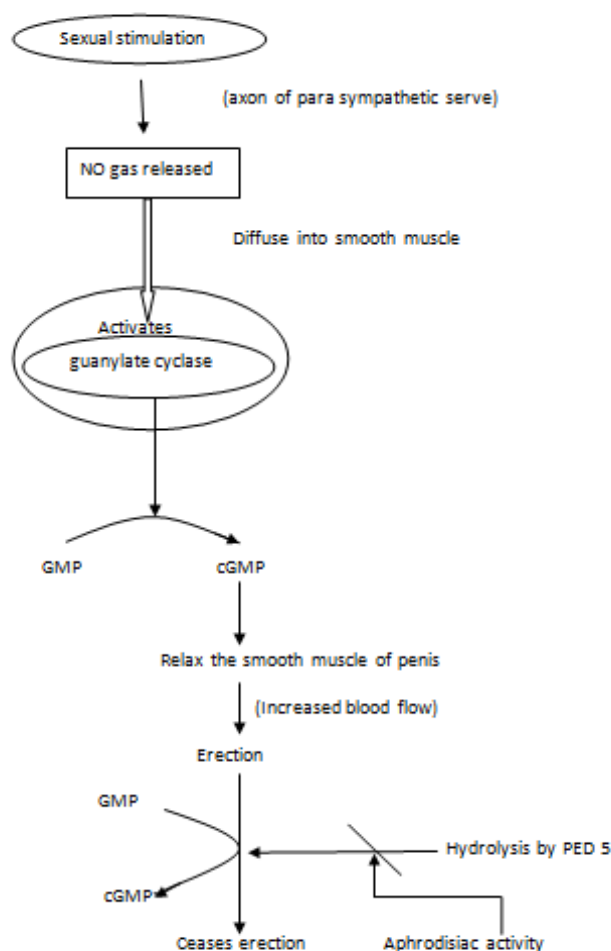 Sexual stimulation
(axon of para sympathetic serve)
NO gas released
Diffuse into smooth muscle
Activates
guanylate cyclase
GMP
cGMP
Relax the smooth muscle of penis
(Increased blood flow)
Erection
GMP
Hydrolysis by PED 5
cGMP
Ceases erection
Aphrodisiac activity